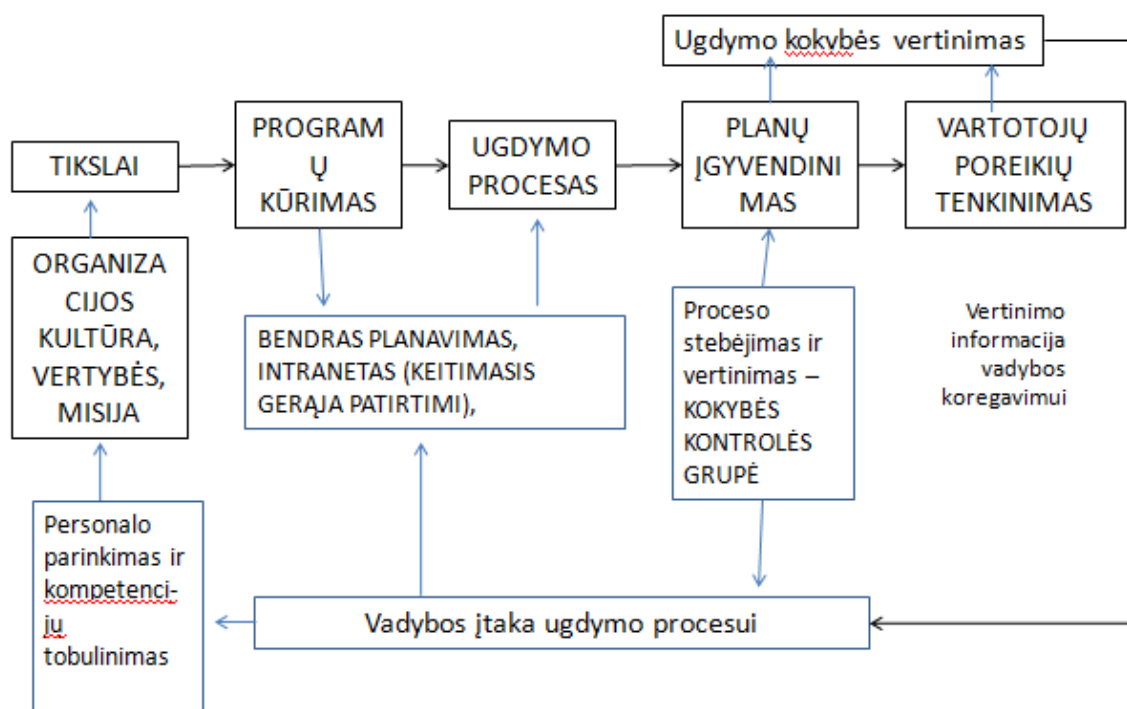 Ugdymo kokybės vertinimas
TIKSLAI
PROGRAM
Ų
KŪRIMAS
UGDYMO
PROCESAS
PLANŲ
ĮGYVENDINI
MAS
VARTOTOJŲ
POREIKIŲ
TENKINIMAS
ORGANIZA
CIJOS
KULTŪRA,
VERTYBĖS,
MISIJA
BENDRAS PLANAVIMAS,
INTRANETAS (KEITIMASIS
GERĄJA PATIRTIMI),
Proceso
stebėjimas ir
vertinimas –
KOKYBĖS
KONTROLĖS
GRUPĖ
Vertinimo
informacija
vadybos
koregavimui
Personalo
parinkimas ir
kompetenci-
jų
tobulinimas
Vadybos įtaka ugdymo procesui